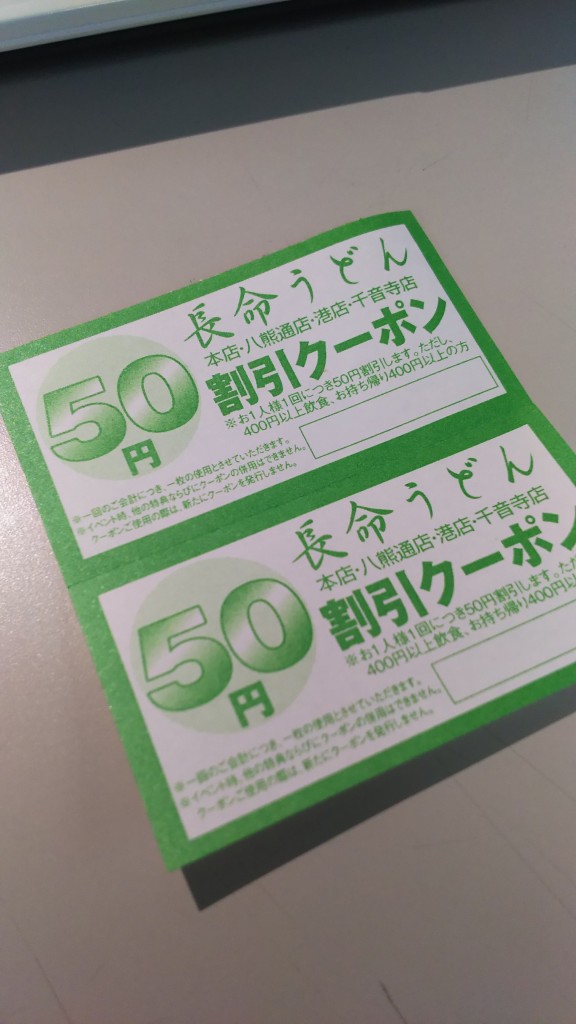 長命うどん
本店・八熊通店・港店・千音寺店
50円
割引クーポン
※お1人様1回につき50円割引します。ただし、
400円以上飲食、お持ち帰り400円以上の方
※一回のご会計につき、一枚の使用とさせていただきます。
※イベント時、他の特典ならびにクーポンの併用はできません。
クーポンご使用の際は、新たにクーポンを発行しません。
長命うどん
本店・八熊通店・港店・千音寺店
50円
割引クーポン
※お1人様1回につき50円割引します。ただ
400円以上飲食、お持ち帰り400円以
※一回のご会計につき、一枚の使用とさせていただきます。
※イベント時、他の特典ならびにクーポンの併用はできません。
クーポンご使用の際は、新たにクーポンを発行しません。